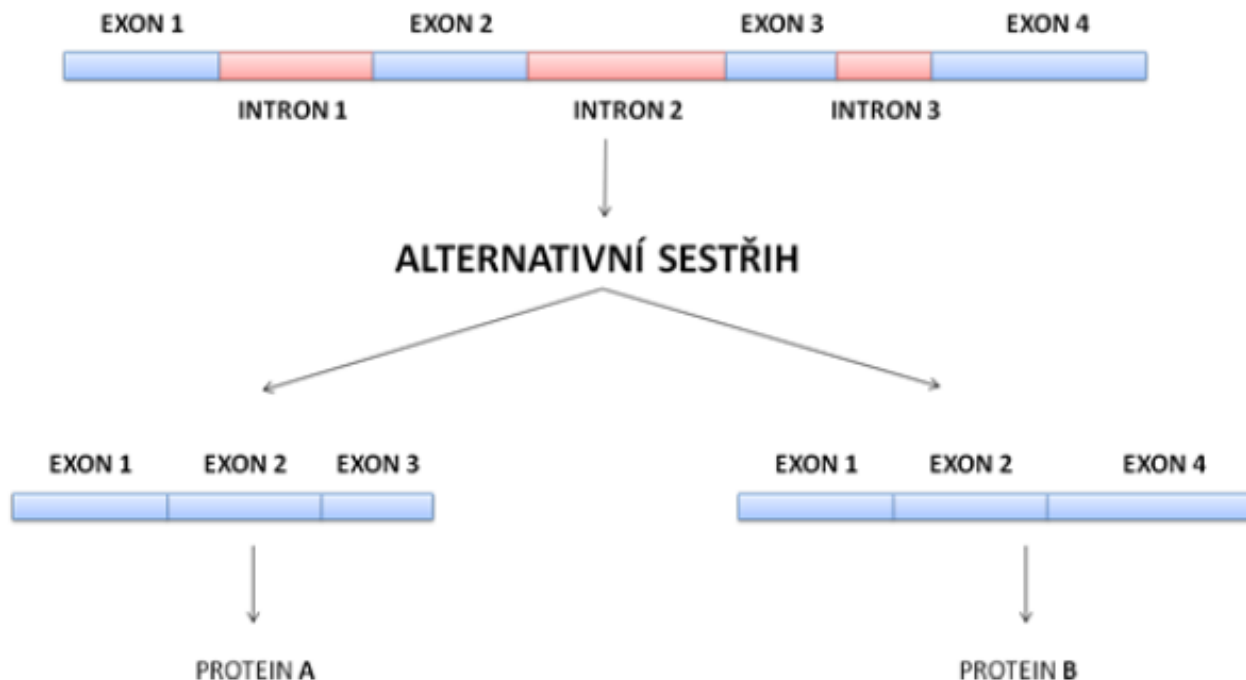 EXON 1 EXON 2 EXON 3 EXON 4
INTRON 1 INTRON 2 INTRON 3
ALTERNATIVNÍ SESTŘIH
EXON 1 EXON 2 EXON 3 EXON 1 EXON 2 EXON 4
PROTEIN A PROTEIN B